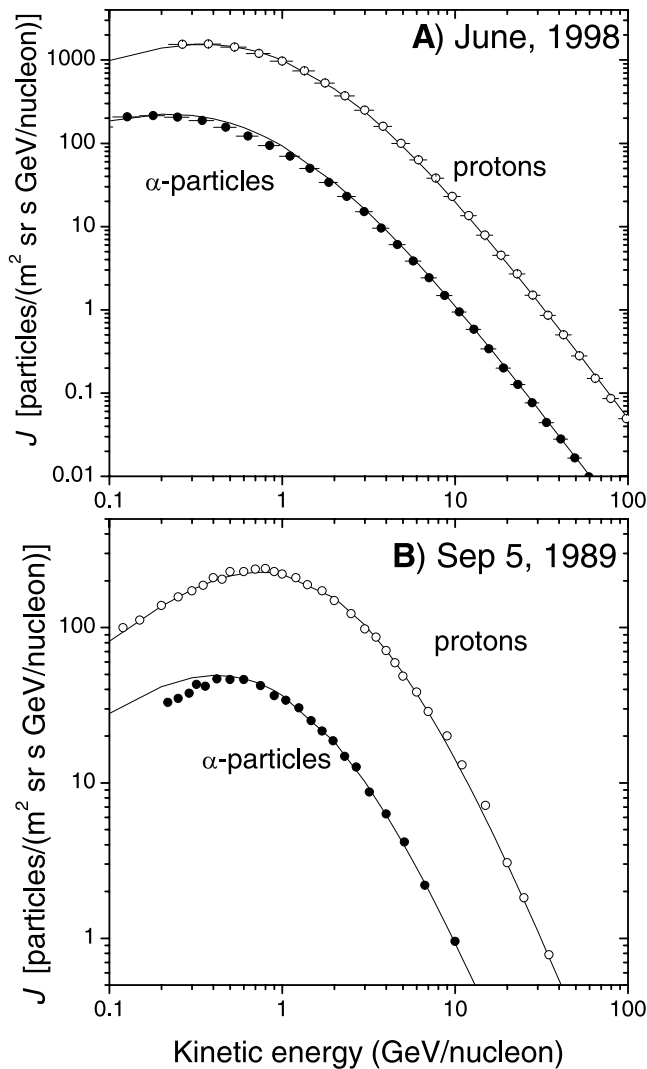 A) June, 1998
1000
100
10
1
0.1
0.01
J [particles/(m² sr s GeV/nucleon)]
protons
α-particles
0.1 1 10 100
B) Sep 5, 1989
100
10
1
J [particles/(m² sr s GeV/nucleon)]
protons
α-particles
0.1 1 10 100
Kinetic energy (GeV/nucleon)